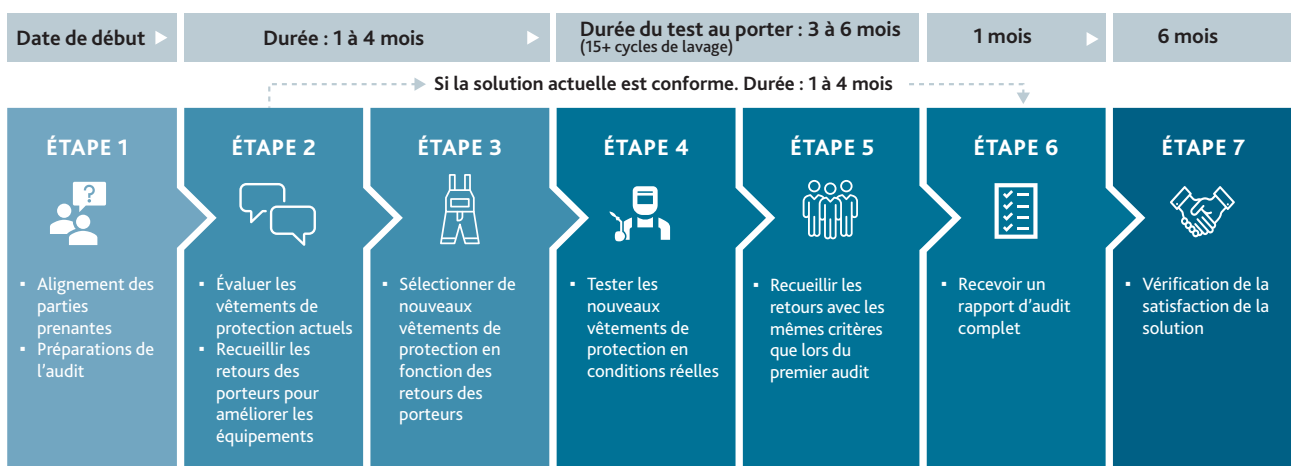 Date de début
Durée : 1 à 4 mois
Durée du test au porter : 3 à 6 mois
(15+ cycles de lavage)
1 mois
6 mois
Si la solution actuelle est conforme. Durée : 1 à 4 mois
ÉTAPE 1
?
▪ Alignement des
parties
prenantes
▪ Préparations de
l’audit
ÉTAPE 2
▪ Évaluer les
vêtements de
protection actuels
▪ Recueillir les
retours des
porteurs pour
améliorer les
équipements
ÉTAPE 3
▪ Sélectionner de
nouveaux
vêtements de
protection en
fonction des
retours des
porteurs
ÉTAPE 4
▪ Tester les
nouveaux
vêtements de
protection en
conditions réelles
ÉTAPE 5
▪ Recueillir les
retours avec les
mêmes critères
que lors du
premier audit
ÉTAPE 6
▪ Recevoir un
rapport d’audit
complet
ÉTAPE 7
▪ Vérification de la
satisfaction de la
solution